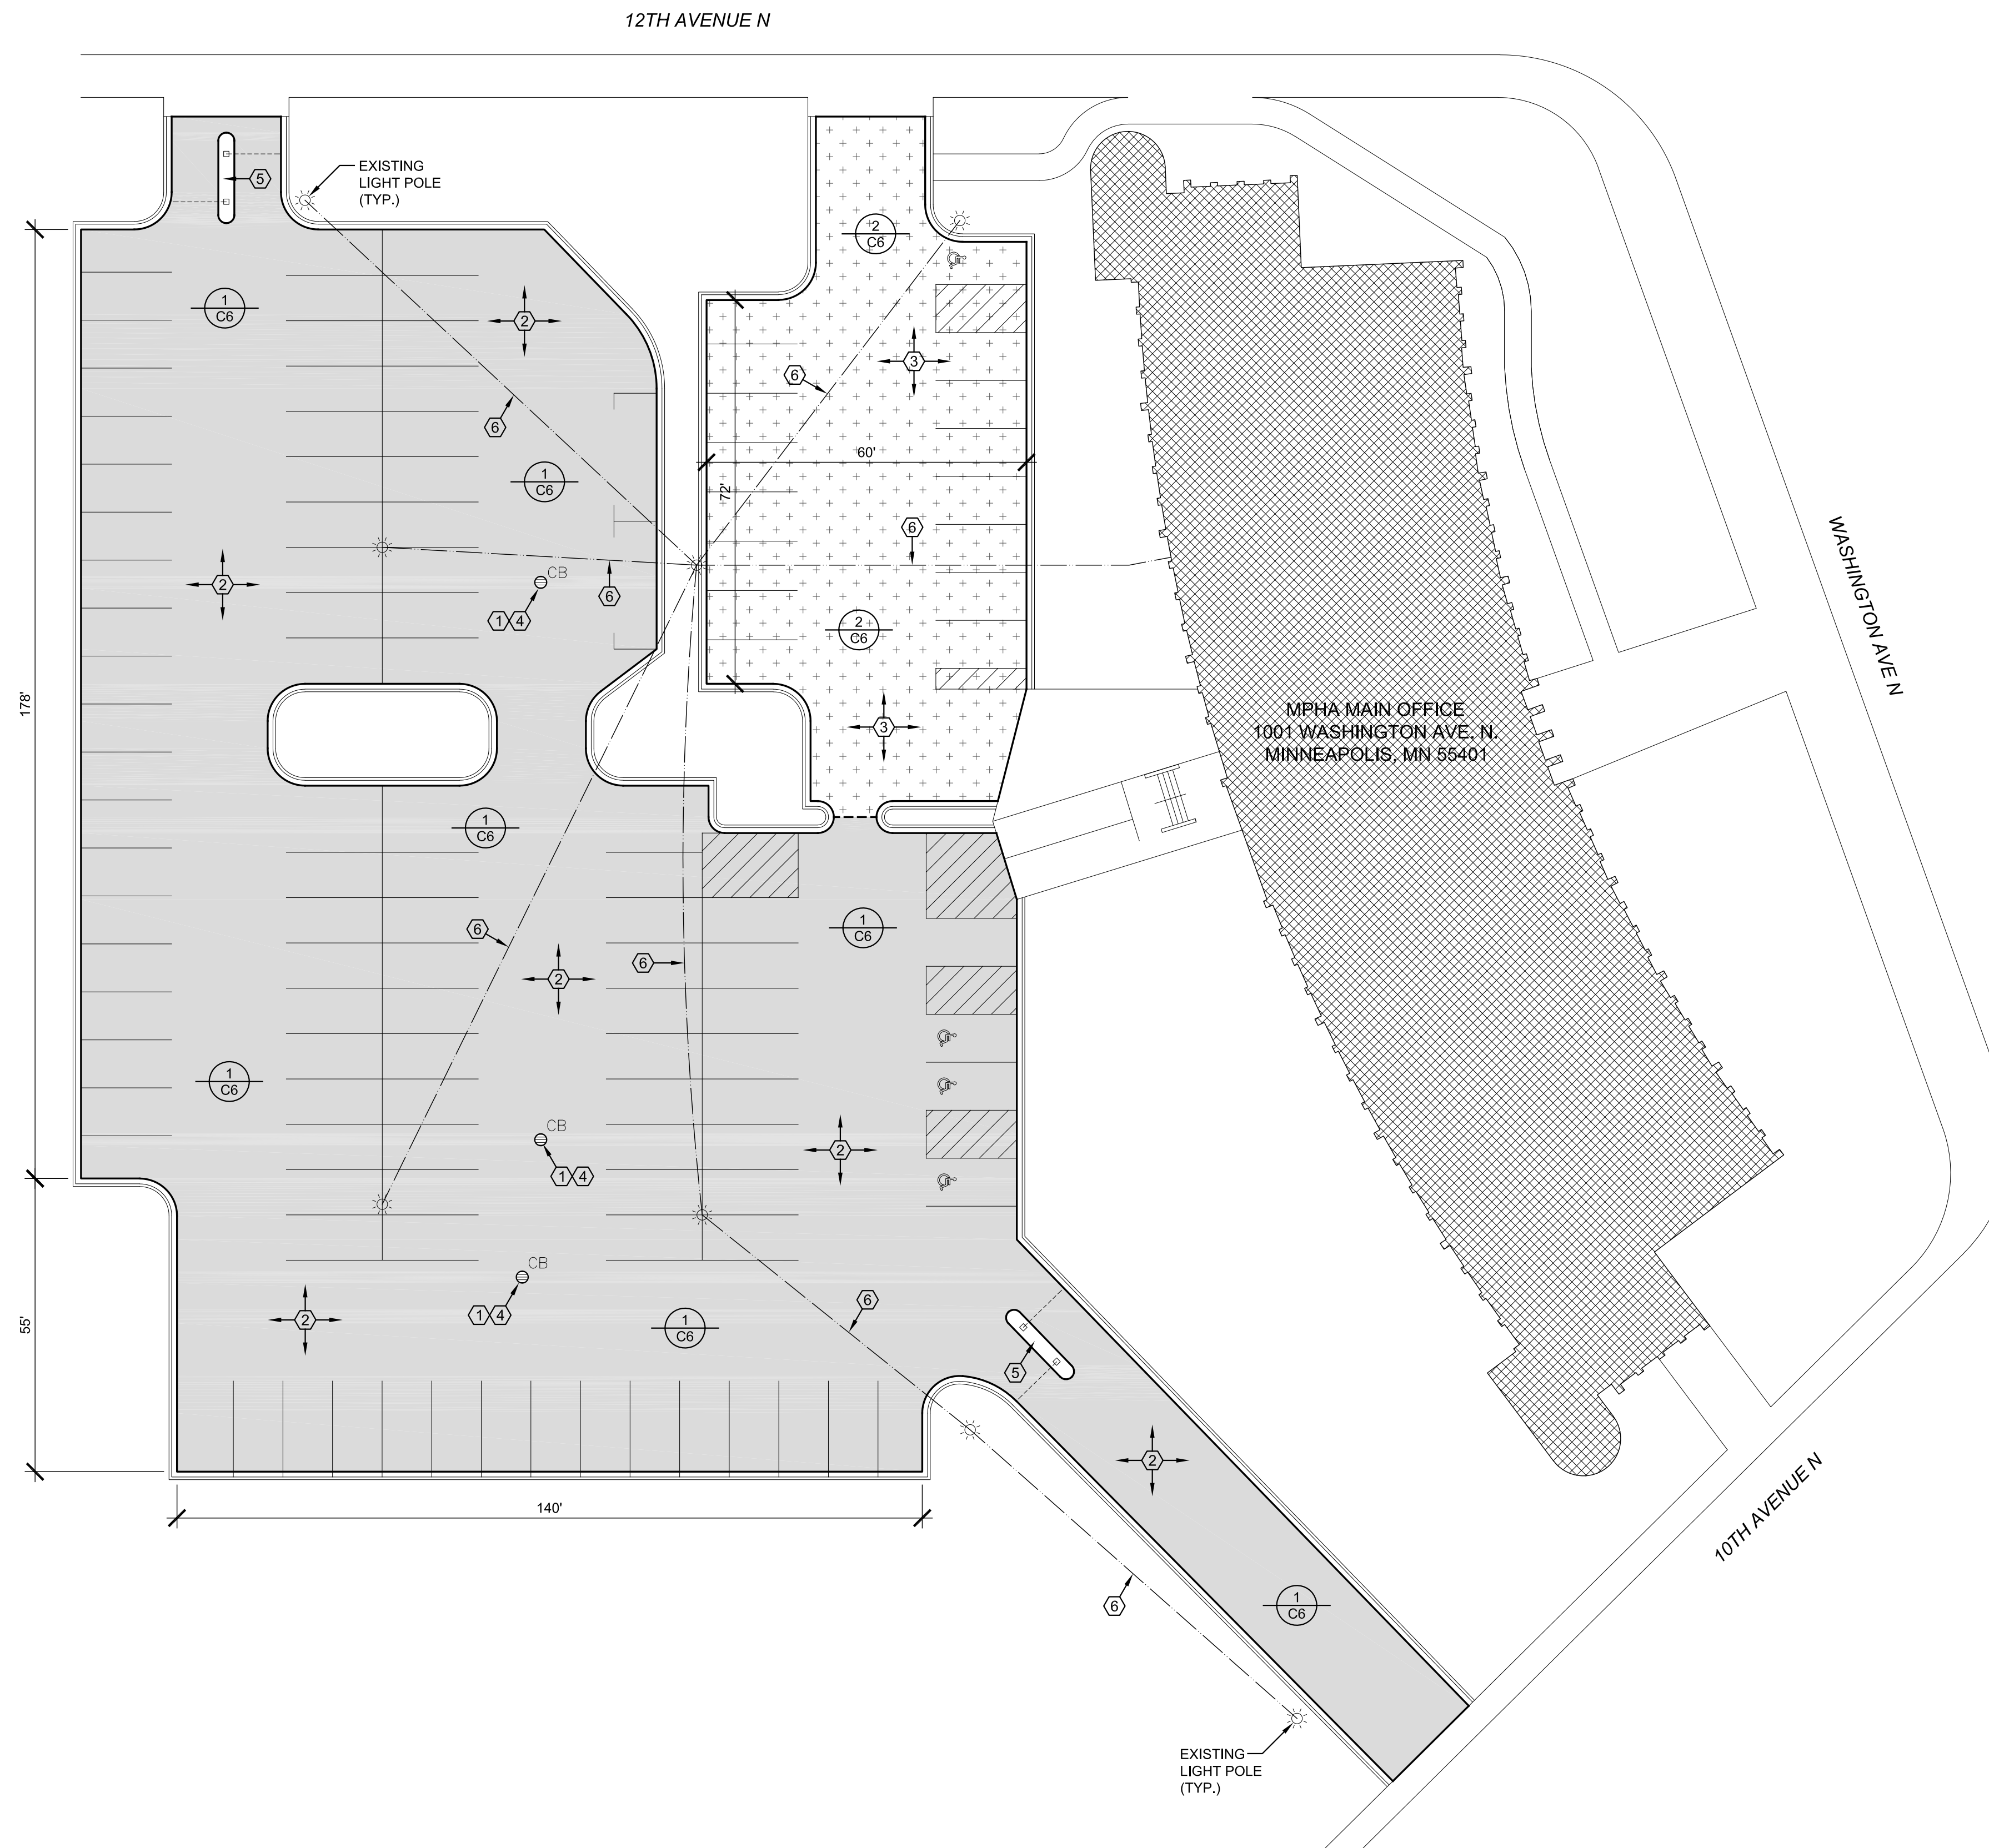 12TH AVENUE N
EXISTING
LIGHT POLE
(TYP.)
5
2
C6
1
C6
2
3
6
6
60'
1
C6
72'
6
CB
2
6
1 4
2
C6
WASHINGTON AVE N
178'
3
MPHA MAIN OFFICE
1001 WASHINGTON AVE. N.
MINNEAPOLIS, MN 55401
1
C6
1
C6
6
6
2
1
C6
CB
2
1 4
CB
6
1 4
2
1
C6
55'
5
2
140'
10TH AVENUE N
6
1
C6
EXISTING
LIGHT POLE
(TYP.)